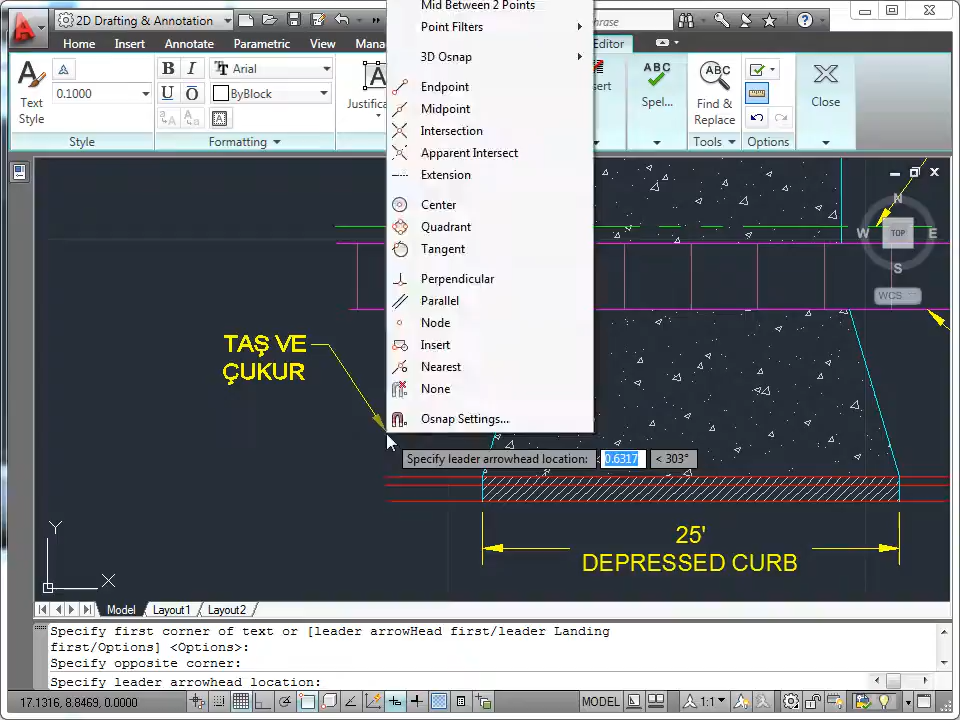 2D Drafting & Annotation
phrase
Home Insert Annotate Parametric View Mana
Editor
Text
Style
0.1000
Style
B I Arial
U O ByBlock
Formatting
A
Justifica
ABC
Spel...
ABC
Find &
Replace
Tools
Options
Close
Mid Between 2 Points
Point Filters
3D Osnap
Endpoint
Midpoint
Intersection
Apparent Intersect
Extension
Center
Quadrant
Tangent
Perpendicular
Parallel
Node
Insert
Nearest
None
Osnap Settings...
N
W TOP E
S
WCS
TAŞ VE
ÇUKUR
Specify leader arrowhead location: 0.6317 < 303°
25'
DEPRESSED CURB
Y
X
Model Layout1 Layout2
Specify first corner of text or [leader arrowHead first/leader Landing
first/Options] <Options>:
Specify opposite corner:
Specify leader arrowhead location:
17.1316, 8.8469, 0.0000
MODEL
1:1